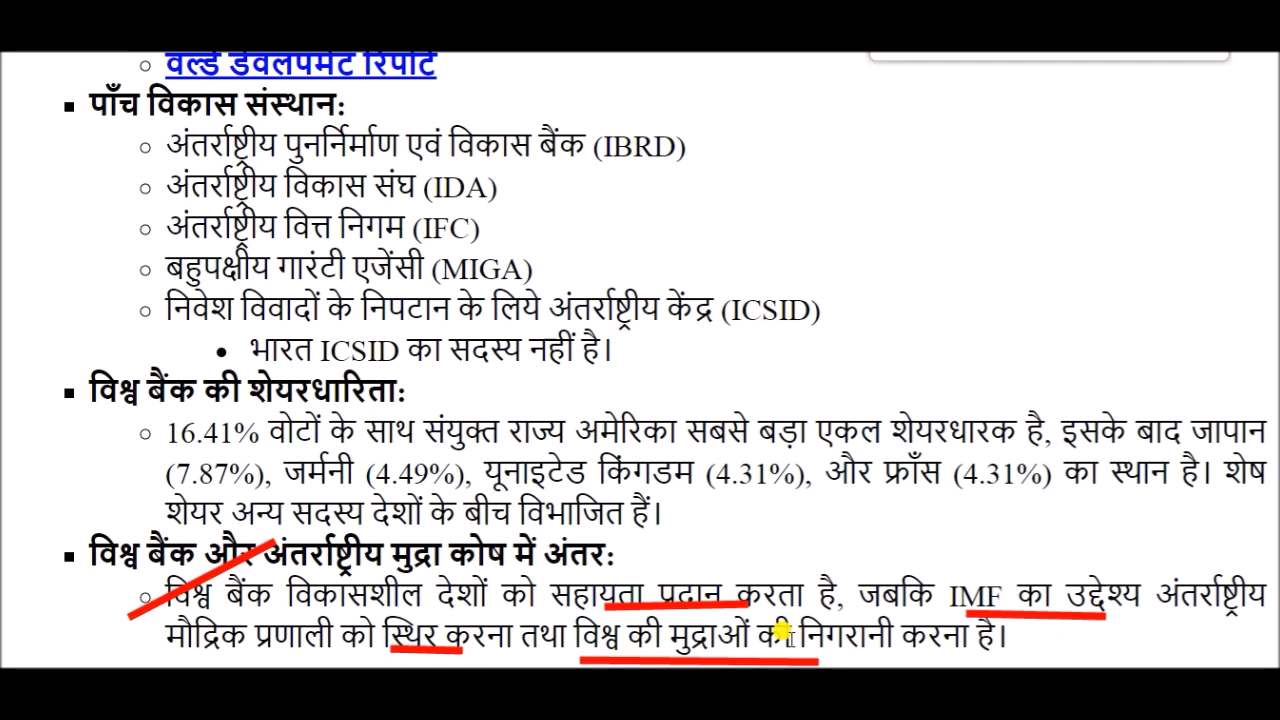 वर्ल्ड डेवलपमेंट रिपोर्ट
पाँच विकास संस्थान:
अंतर्राष्ट्रीय पुनर्निर्माण एवं विकास बैंक (IBRD)
अंतर्राष्ट्रीय विकास संघ (IDA)
अंतर्राष्ट्रीय वित्त निगम (IFC)
बहुपक्षीय गारंटी एजेंसी (MIGA)
निवेश विवादों के निपटान के लिये अंतर्राष्ट्रीय केंद्र (ICSID)
भारत ICSID का सदस्य नहीं है।
विश्व बैंक की शेयरधारिता:
16.41% वोटों के साथ संयुक्त राज्य अमेरिका सबसे बड़ा एकल शेयरधारक है, इसके बाद जापान
(7.87%), जर्मनी (4.49%), यूनाइटेड किंगडम (4.31%), और फ्राँस (4.31%) का स्थान है। शेष
शेयर अन्य सदस्य देशों के बीच विभाजित हैं।
विश्व बैंक और अंतर्राष्ट्रीय मुद्रा कोष में अंतर:
विश्व बैंक विकासशील देशों को सहायता प्रदान करता है, जबकि IMF का उद्देश्य अंतर्राष्ट्रीय
मौद्रिक प्रणाली को स्थिर करना तथा विश्व की मुद्राओं की निगरानी करना है।